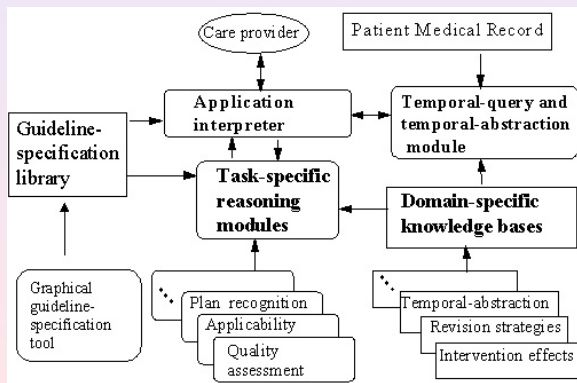 Care provider
Patient Medical Record
Application
interpreter
Temporal-query and
temporal-abstraction
module
Guideline-
specification
library
Task-specific
reasoning
modules
Domain-specific
knowledge bases
Graphical
guideline-
specification
tool
Plan recognition
Applicability
Quality
assessment
Temporal-abstraction
Revision strategies
Intervention effects